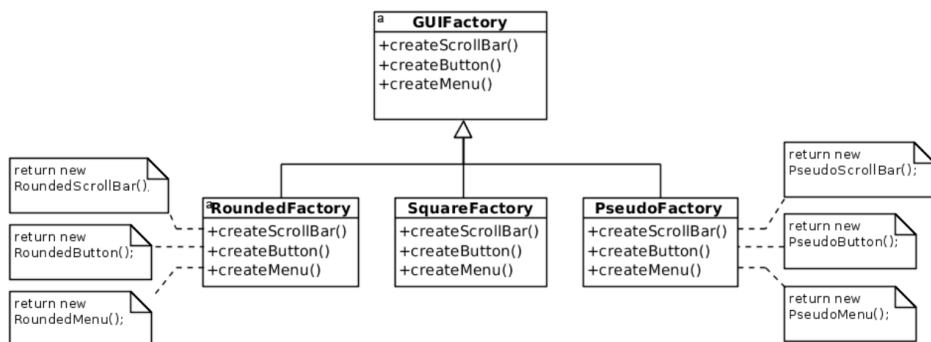 a
GUIFactory
+createScrollBar()
+createButton()
+createMenu()
return new
RoundedScrollBar().
return new
RoundedButton();
return new
RoundedMenu();
a
RoundedFactory
+createScrollBar()
+createButton()
+createMenu()
SquareFactory
+createScrollBar()
+createButton()
+createMenu()
PseudoFactory
+createScrollBar()
+createButton()
+createMenu()
return new
PseudoScrollBar();
return new
PseudoButton();
return new
PseudoMenu();